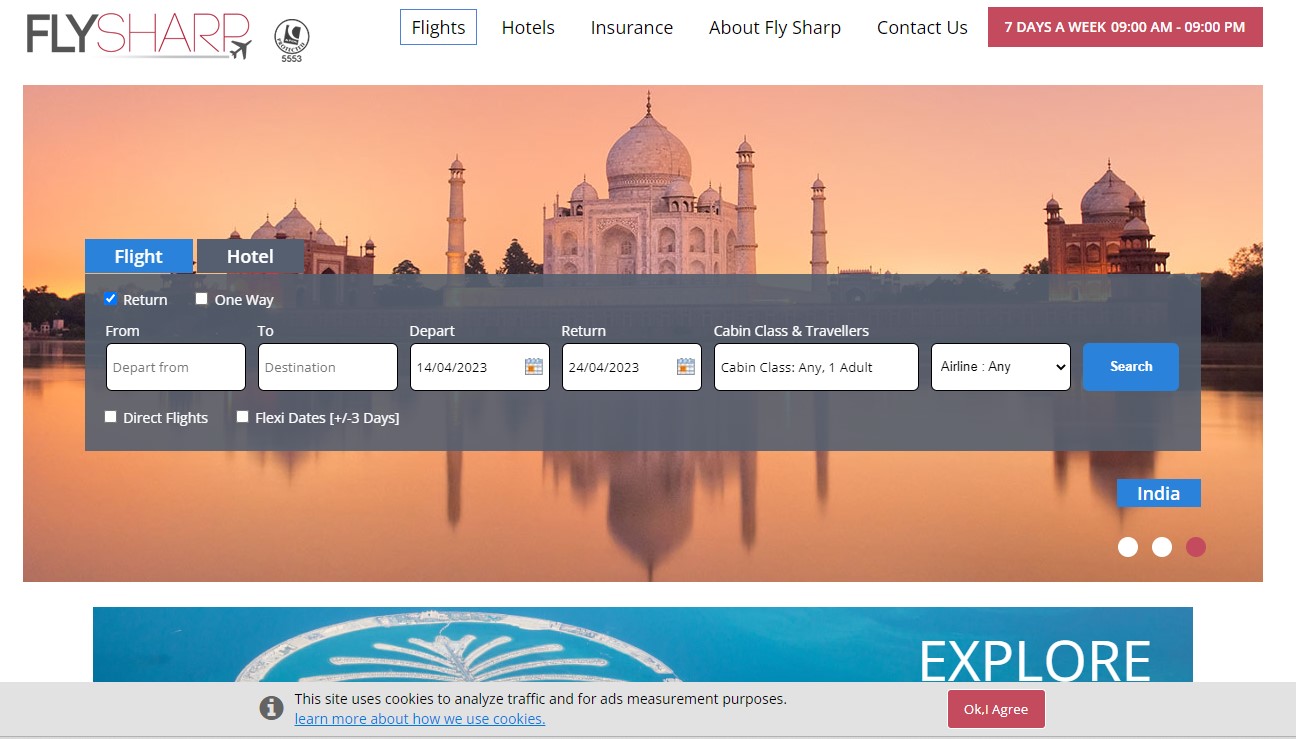 FLYSHARP
PROTECTED
5553
Flights
Hotels
Insurance
About Fly Sharp
Contact Us
7 DAYS A WEEK 09:00 AM - 09:00 PM
Flight
Hotel
Return
One Way
From
To
Depart
Return
Cabin Class & Travellers
Depart from
Destination
14/04/2023
24/04/2023
Cabin Class: Any, 1 Adult
Airline : Any
Search
Direct Flights
Flexi Dates [+/-3 Days]
India
EXPLORE
This site uses cookies to analyze traffic and for ads measurement purposes.
learn more about how we use cookies.
Ok,I Agree